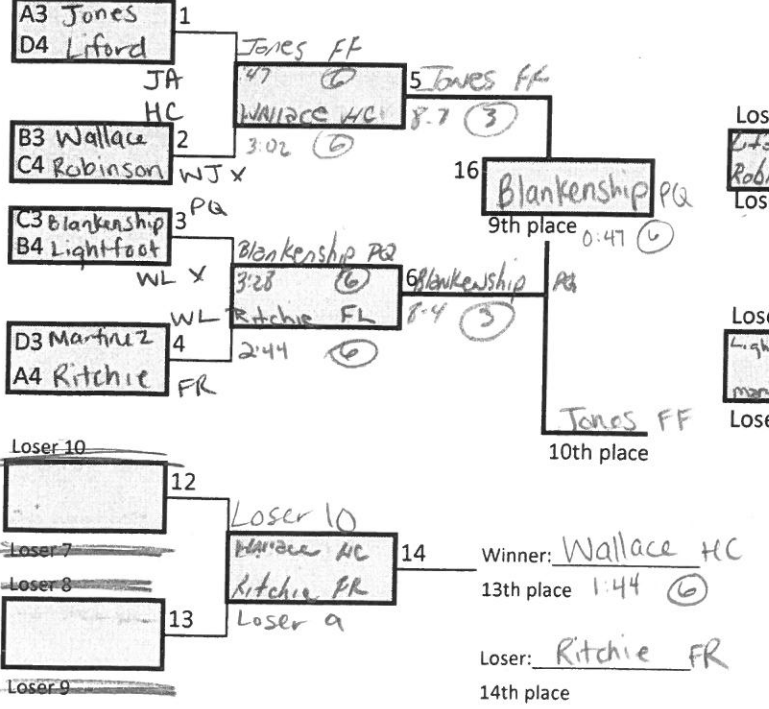 A3 Jones 1
D4 Liford
JA
HC
B3 Wallace 2
C4 Robinson WJ X
C3 Blankenship 3 PQ
B4 Lightfoot
WL X
WL
D3 Martinez 4
A4 Ritchie FR
Jones FF
:47 6
Wallace HC
3:02 6
Blankenship PQ
3:28 6
Ritchie FL
2:44 6
5 Jones FF
8-7 3
6 Blankenship PQ
8-4 3
16
Blankenship PQ
9th place 0:47 6
Jones FF
10th place
Los
Los
Lose
Ligh
mar
Lose
Loser 10
12
Loser 7
Loser 8
13
Loser 9
Loser 10
Wallace HC 14
Ritchie FR
Loser 9
Winner: Wallace HC
13th place 1:44 6
Loser: Ritchie FR
14th place